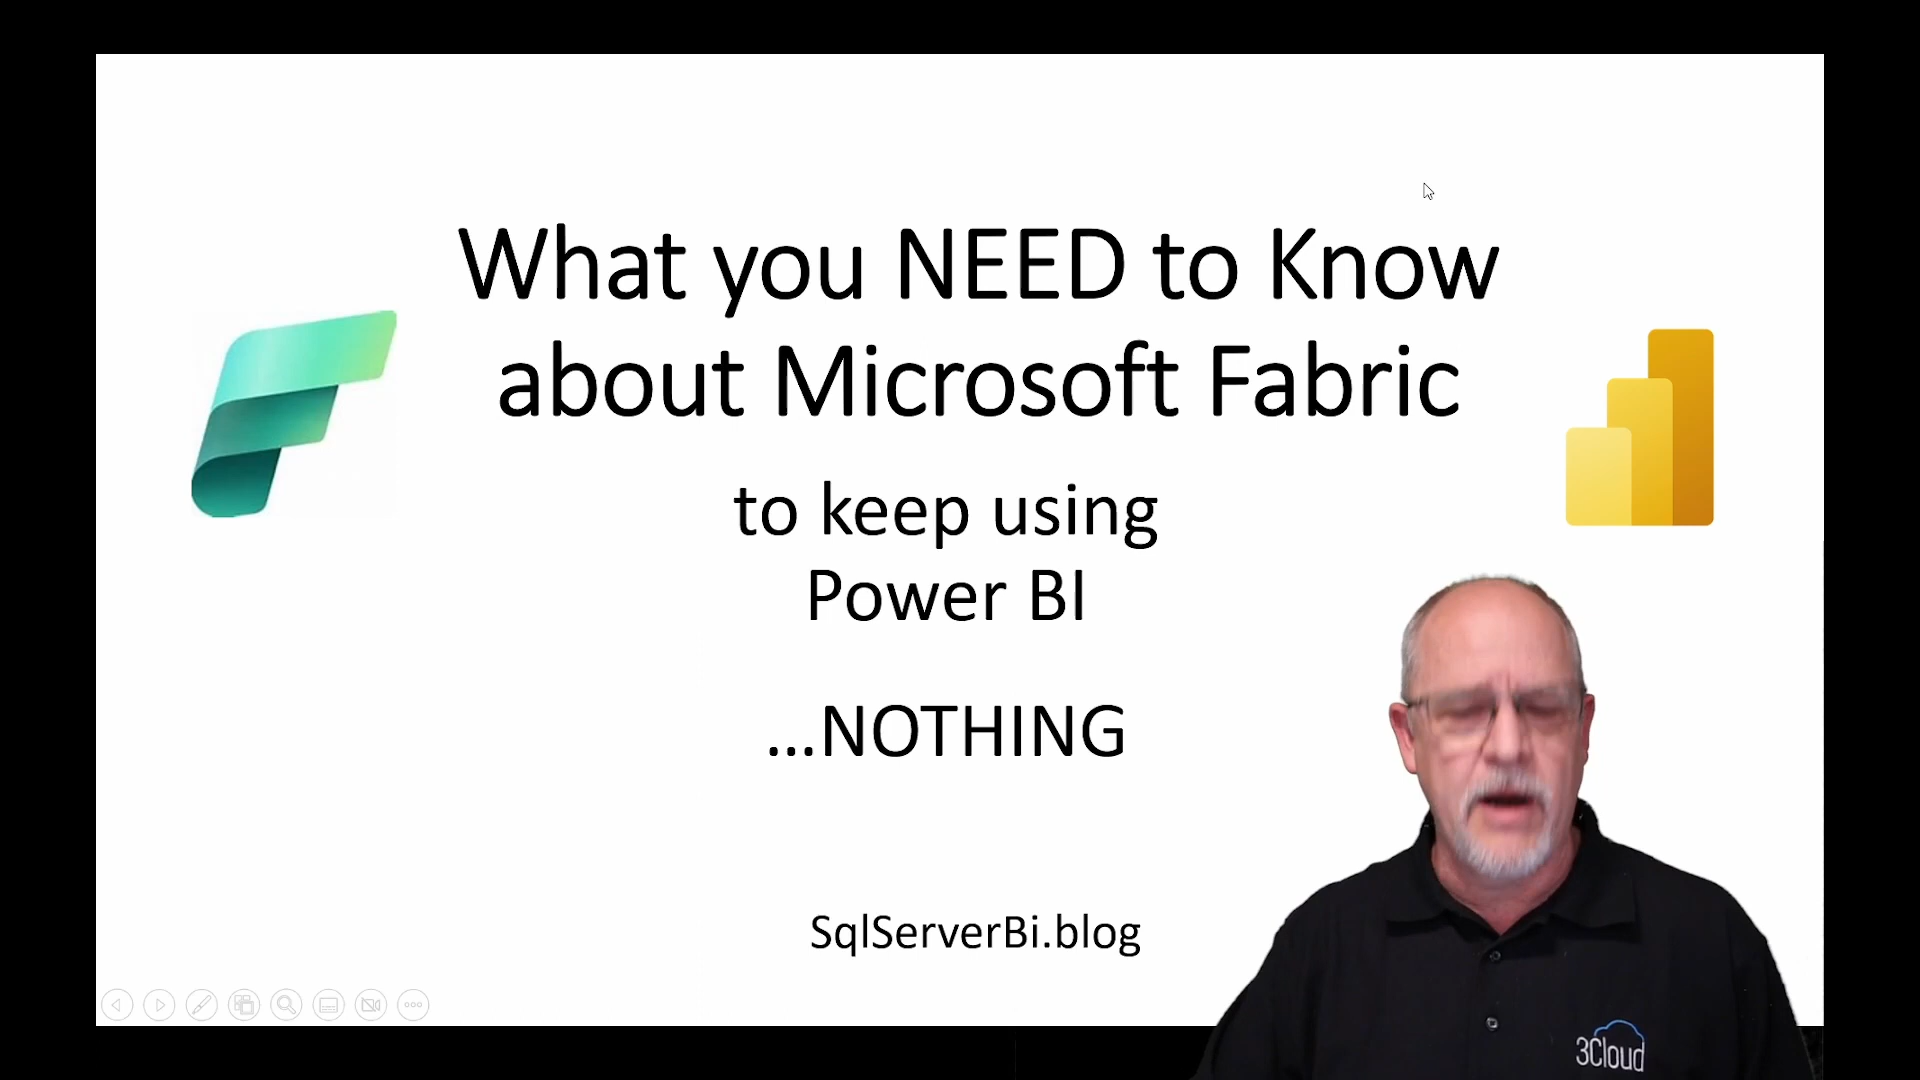 What you NEED to Know
about Microsoft Fabric
to keep using
Power BI
...NOTHING
SqlServerBi.blog
3Cloud